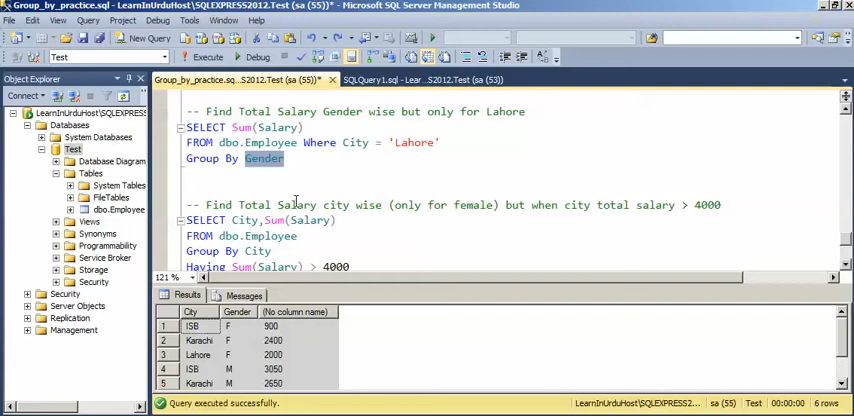 Group_by_practice.sql - LearnInUrduHost\SQLEXPRESS2012.Test (sa (55))* - Microsoft SQL Server Management Studio
File Edit View Query Project Debug Tools Window Help
New Query
Test Execute Debug
Object Explorer
Connect
LearnInUrduHost\SQLEXPRESS
Databases
System Databases
Test
Database Diagram
Tables
System Tables
FileTables
dbo.Employee
Views
Synonyms
Programmability
Service Broker
Storage
Security
Security
Server Objects
Replication
Management
Group_by_practice.sq...S2012.Test (sa (55))* SQLQuery1.sql - Lear...S2012.Test (sa (53))
-- Find Total Salary Gender wise but only for Lahore
SELECT Sum(Salary)
FROM dbo.Employee Where City = 'Lahore'
Group By Gender
-- Find Total Salary city wise (only for female) but when city total salary > 4000
SELECT City,Sum(Salary)
FROM dbo.Employee
Group By City
Having Sum(Salary) > 4000
121 %
Results Messages
City Gender (No column name)
1 ISB F 900
2 Karachi F 2400
3 Lahore F 2000
4 ISB M 3050
5 Karachi M 2650
Query executed successfully. LearnInUrduHost\SQLEXPRES2... sa (55) Test 00:00:00 6 rows